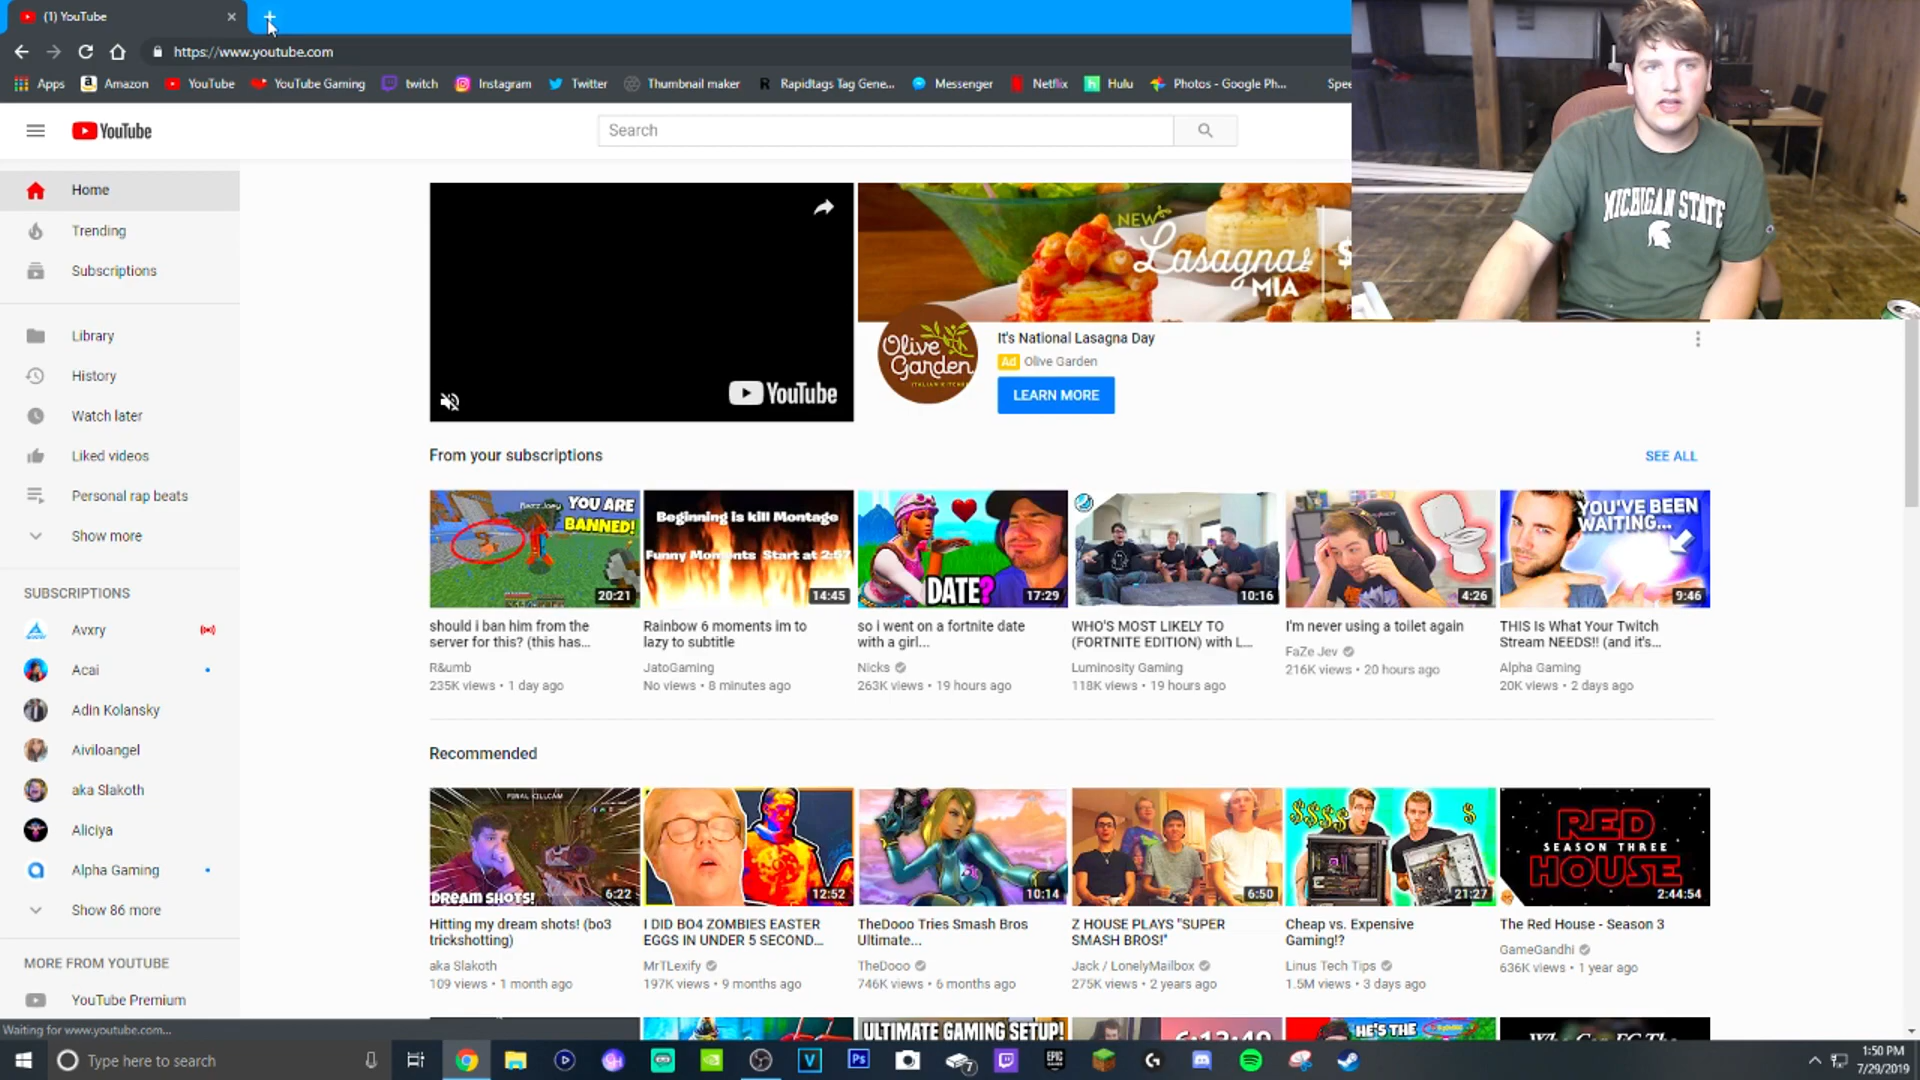 (1) YouTube
https://www.youtube.com
Apps Amazon YouTube YouTube Gaming twitch Instagram Twitter Thumbnail maker Rapidtags Tag Gene... Messenger Netflix Hulu Photos - Google Ph... Spee
YouTube
Search
Home
Trending
Subscriptions
Library
History
Watch later
Liked videos
Personal rap beats
Show more
SUBSCRIPTIONS
Avxry
Acai
Adin Kolansky
Aiviloangel
aka Slakoth
Aliciya
Alpha Gaming
Show 86 more
MORE FROM YOUTUBE
YouTube Premium
YouTube
NEW
Lasagna
MIA
$
Olive
Garden
It's National Lasagna Day
Ad Olive Garden
LEARN MORE
MICHIGAN STATE
From your subscriptions
SEE ALL
YOU ARE
BANNED!
20:21
should i ban him from the
server for this? (this has...
R&umb
235K views • 1 day ago
Beginning is kill Montage
Funny Moments Start at 2:57
14:45
Rainbow 6 moments im to
lazy to subtitle
JatoGaming
No views • 8 minutes ago
DATE?
17:29
so i went on a fortnite date
with a girl...
Nicks
263K views • 19 hours ago
10:16
WHO'S MOST LIKELY TO
(FORTNITE EDITION) with L...
Luminosity Gaming
118K views • 19 hours ago
4:26
I'm never using a toilet again
FaZe Jev
216K views • 20 hours ago
YOU'VE BEEN
WAITING...
9:46
THIS Is What Your Twitch
Stream NEEDS!! (and it's...
Alpha Gaming
20K views • 2 days ago
Recommended
FINAL KILLCAM
DREAM SHOTS!
6:22
Hitting my dream shots! (bo3
trickshotting)
aka Slakoth
109 views • 1 month ago
12:52
I DID BO4 ZOMBIES EASTER
EGGS IN UNDER 5 SECOND...
MrTLexify
197K views • 9 months ago
10:14
TheDooo Tries Smash Bros
Ultimate...
TheDooo
746K views • 6 months ago
6:50
Z HOUSE PLAYS "SUPER
SMASH BROS!"
Jack / LonelyMailbox
275K views • 2 years ago
$$$$ $
21:27
Cheap vs. Expensive
Gaming!?
Linus Tech Tips
1.5M views • 3 days ago
RED
SEASON THREE
HOUSE
2:44:54
The Red House - Season 3
GameGandhi
636K views • 1 year ago
ULTIMATE GAMING SETUP!
HE'S THE
Waiting for www.youtube.com...
Type here to search
1:50 PM
7/29/2019